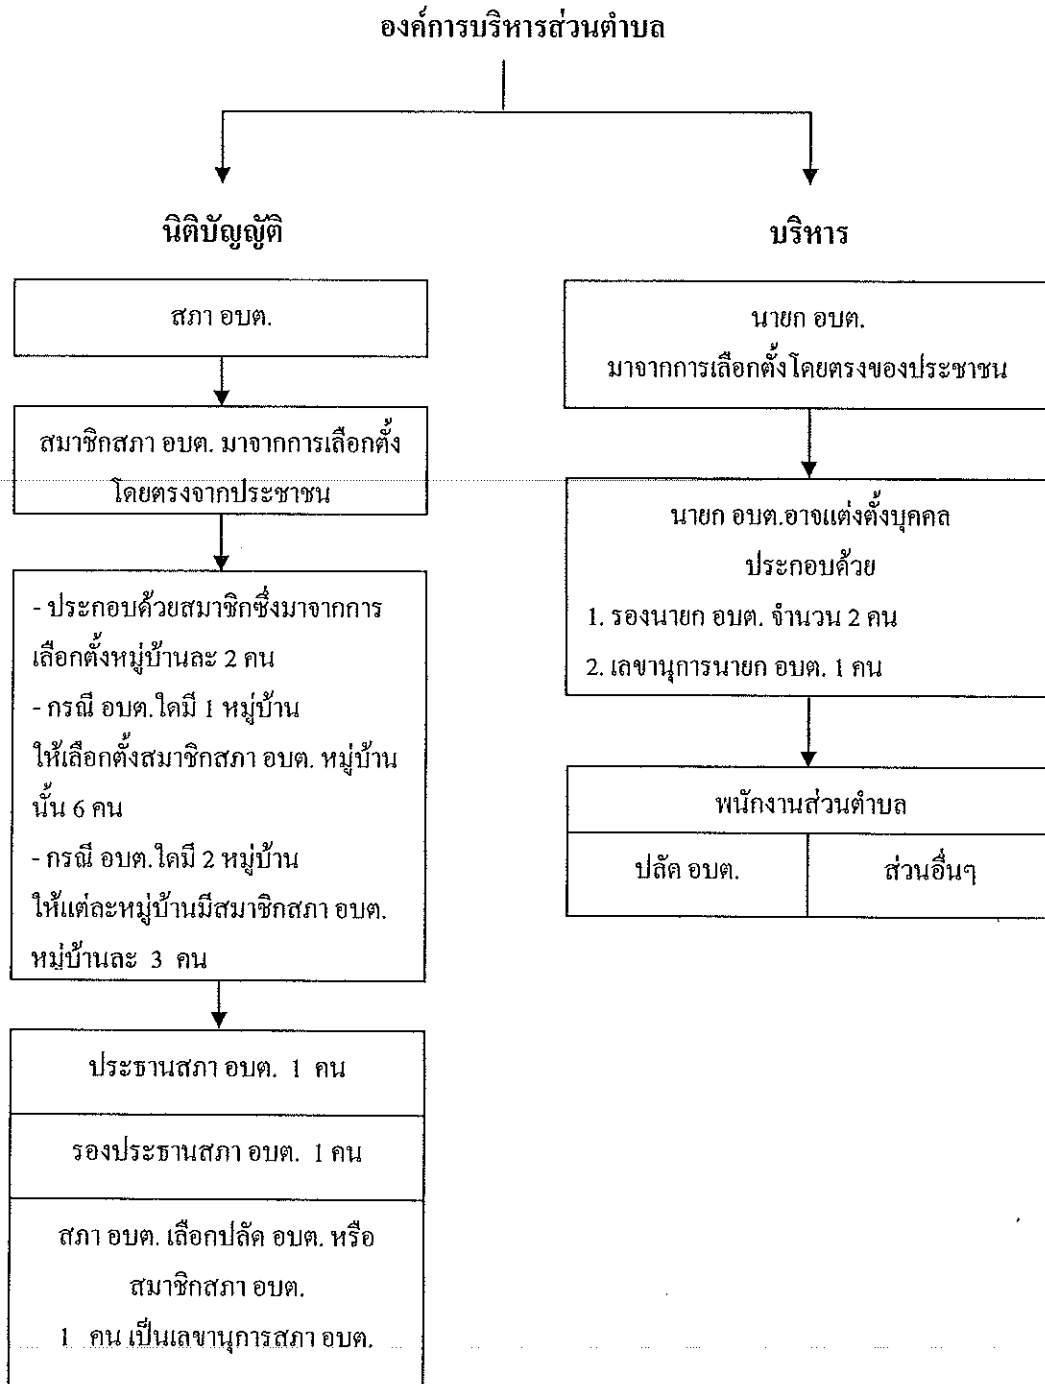 องค์การบริหารส่วนตำบล
นิติบัญญัติ
สภา อบต.
สมาชิกสภา อบต. มาจากการเลือกตั้ง
โดยตรงจากประชาชน
- ประกอบด้วยสมาชิกซึ่งมาจากการ
เลือกตั้งหมู่บ้านละ 2 คน
- กรณี อบต.ใดมี 1 หมู่บ้าน
ให้เลือกตั้งสมาชิกสภา อบต. หมู่บ้าน
นั้น 6 คน
- กรณี อบต.ใดมี 2 หมู่บ้าน
ให้แต่ละหมู่บ้านมีสมาชิกสภา อบต.
หมู่บ้านละ 3 คน
ประธานสภา อบต. 1 คน
รองประธานสภา อบต. 1 คน
สภา อบต. เลือกปลัด อบต. หรือ
สมาชิกสภา อบต.
1 คน เป็นเลขานุการสภา อบต.
บริหาร
นายก อบต.
มาจากการเลือกตั้งโดยตรงของประชาชน
นายก อบต.อาจแต่งตั้งบุคคล
ประกอบด้วย
1. รองนายก อบต. จำนวน 2 คน
2. เลขานุการนายก อบต. 1 คน
พนักงานส่วนตำบล
ปลัด อบต.
ส่วนอื่นๆ